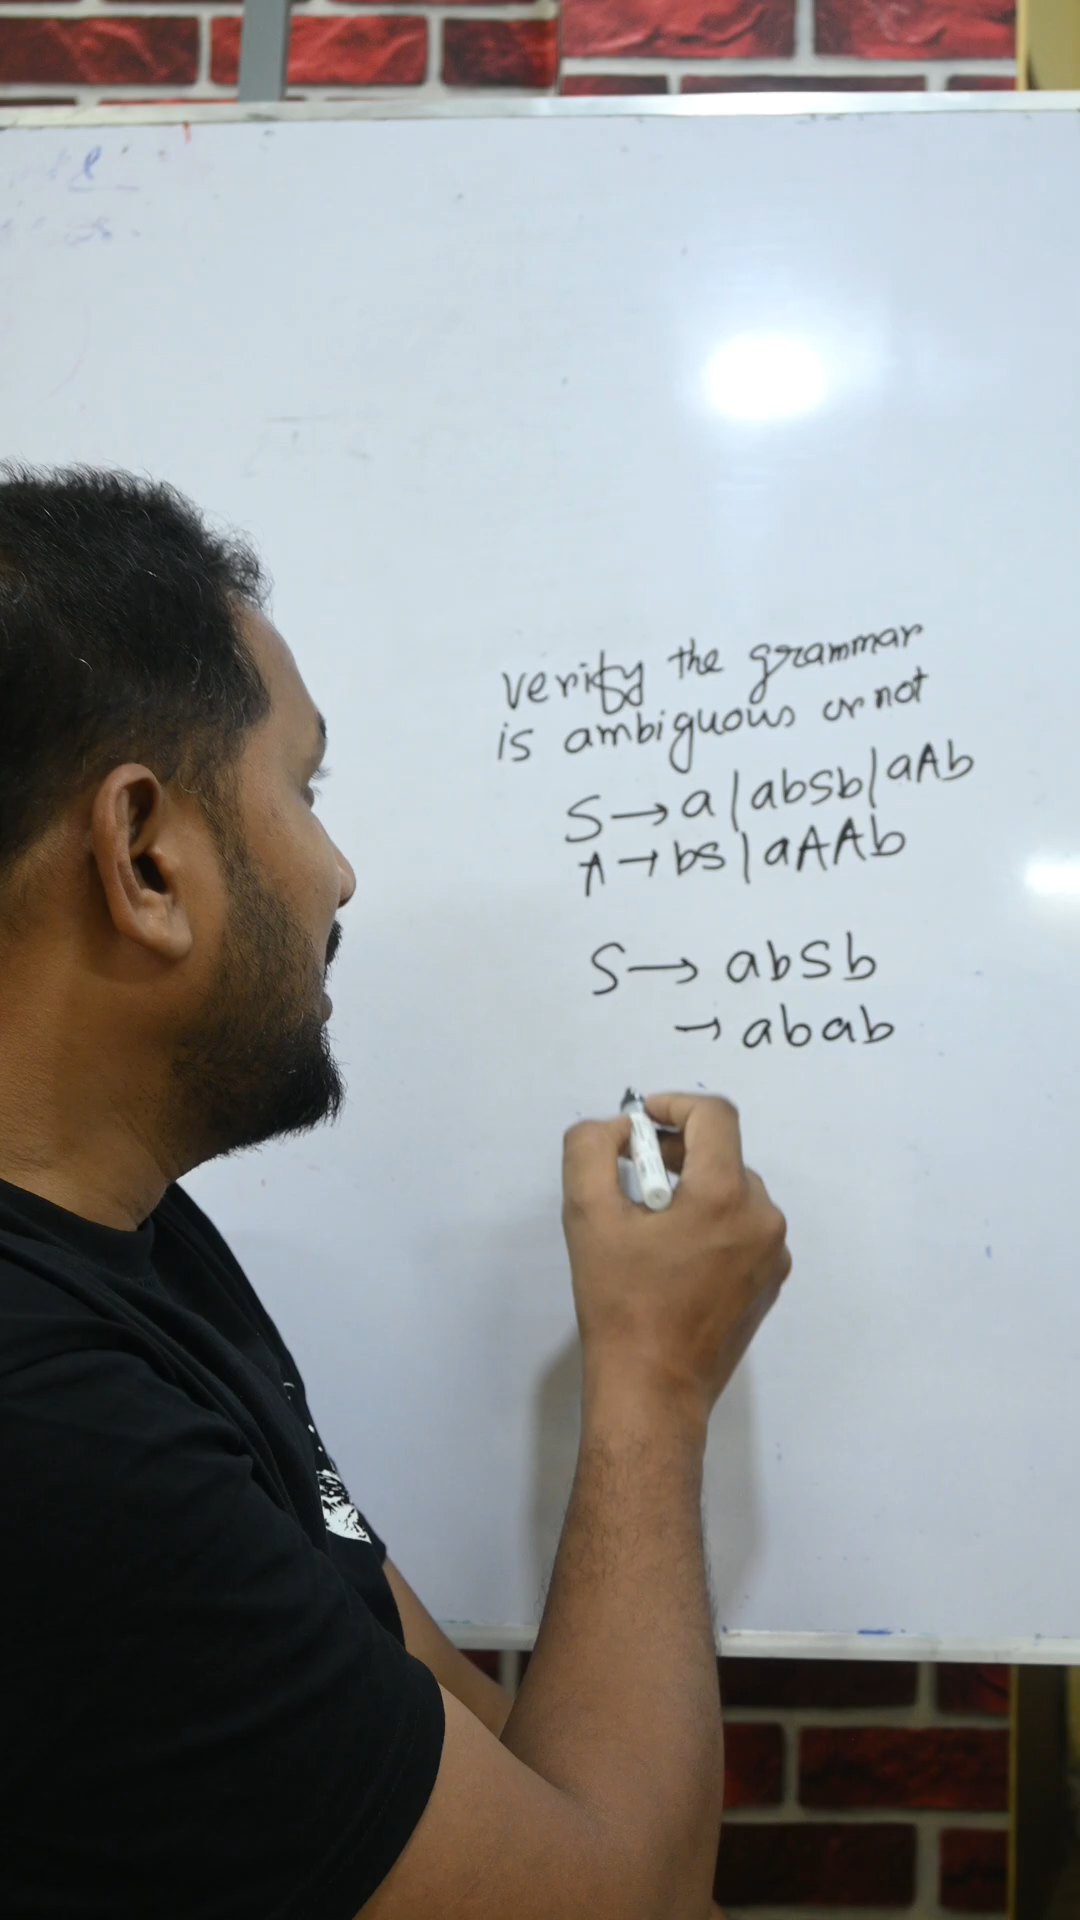 verify the grammar
is ambiguous or not
S → a | abSb | aAb
A → bS | aAAb
S → abSb
→ abab